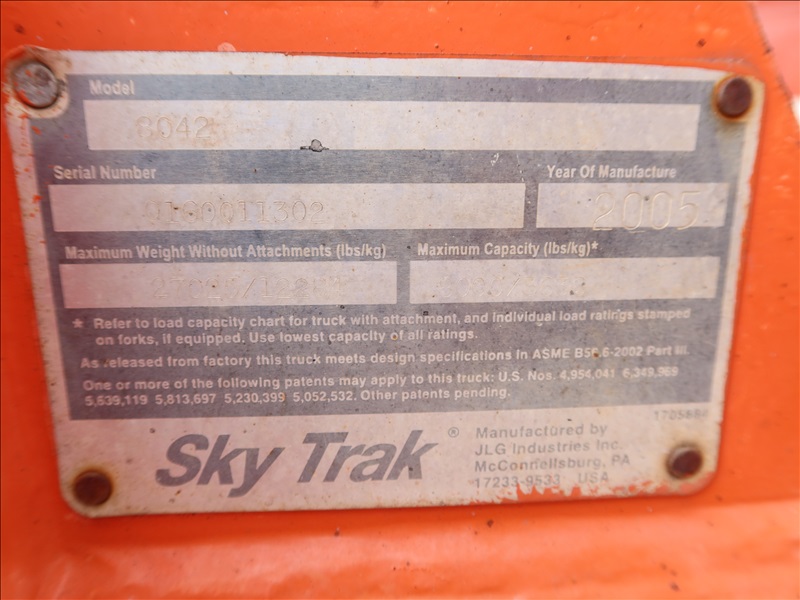 Model
8042
Serial Number
Year Of Manufacture
2005
Maximum Weight Without Attachments (lbs/kg)
Maximum Capacity (lbs/kg)*
* Refer to load capacity chart for truck with attachment, and individual load ratings stamped
on forks, if equipped. Use lowest capacity of all ratings.
As released from factory this truck meets design specifications in ASME B56.6-2002 Part III.
One or more of the following patents may apply to this truck: U.S. Nos. 4,954,041 6,349,969
5,639,119 5,813,697 5,230,399 5,052,532. Other patents pending.
Sky Trak ®
Manufactured by
JLG Industries Inc.
McConnellsburg, PA
17233-9533 USA